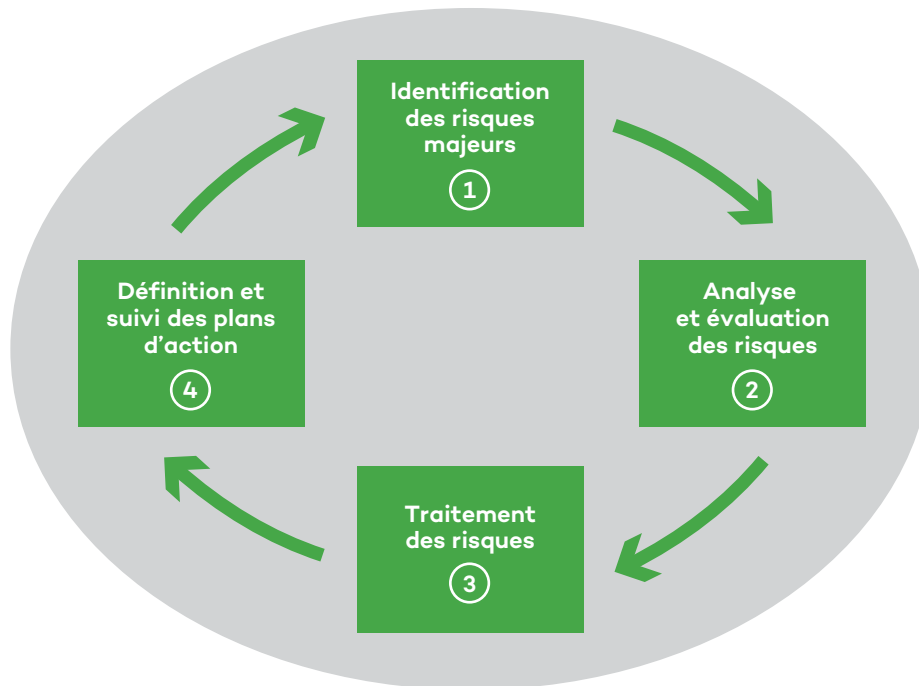 Identification
des risques
majeurs
1
Analyse
et évaluation
des risques
2
Traitement
des risques
3
Définition et
suivi des plans
d’action
4